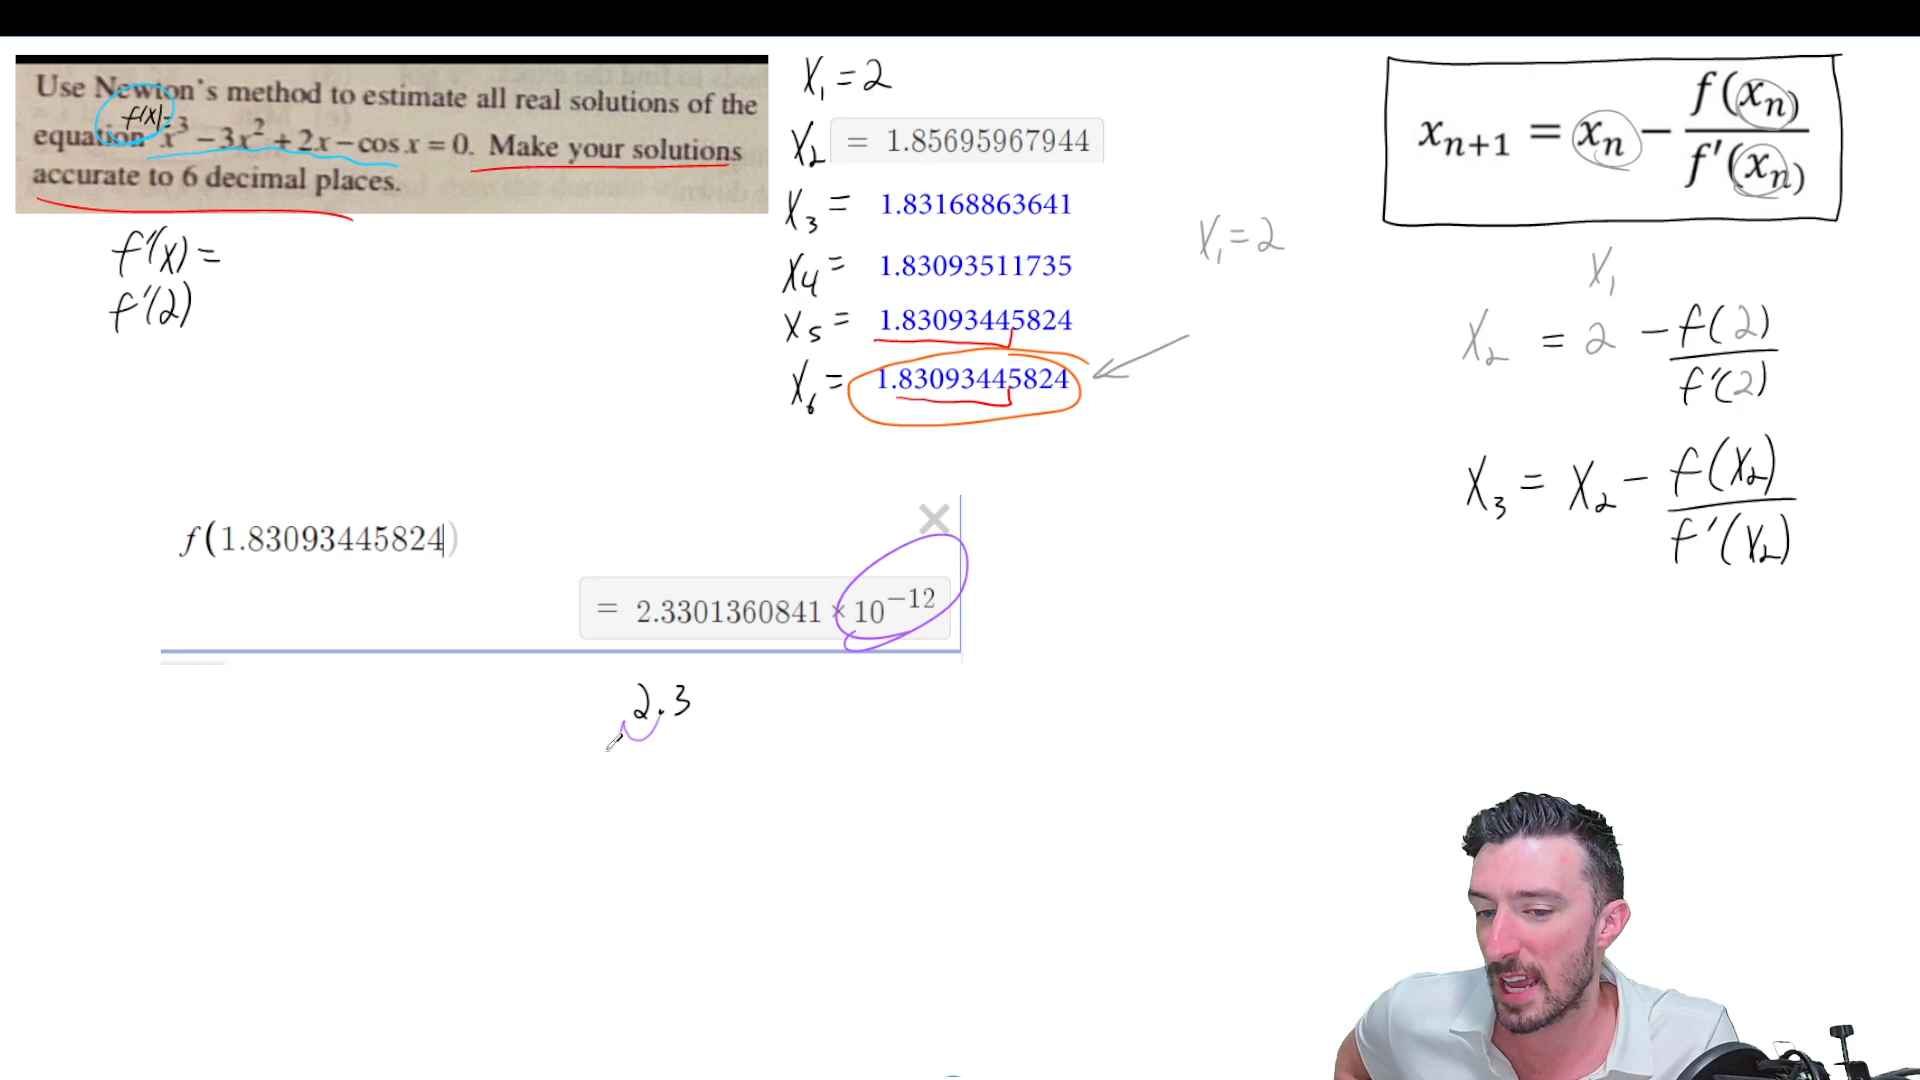 Use Newton's method to estimate all real solutions of the
equation x³ − 3x² + 2x − cos x = 0. Make your solutions
accurate to 6 decimal places.
f(x)=
f'(x) =
f'(2)
x₁ = 2
x₂ = 1.85695967944
x₃ = 1.83168863641
x₄ = 1.83093511735
x₅ = 1.83093445824
x₆ = 1.83093445824
x₁ = 2
xₙ₊₁ = xₙ − f(xₙ) / f'(xₙ)
x₁
x₂ = 2 − f(2) / f'(2)
x₃ = x₂ − f(x₂) / f'(x₂)
f(1.83093445824)
= 2.3301360841 × 10⁻¹²
2.3